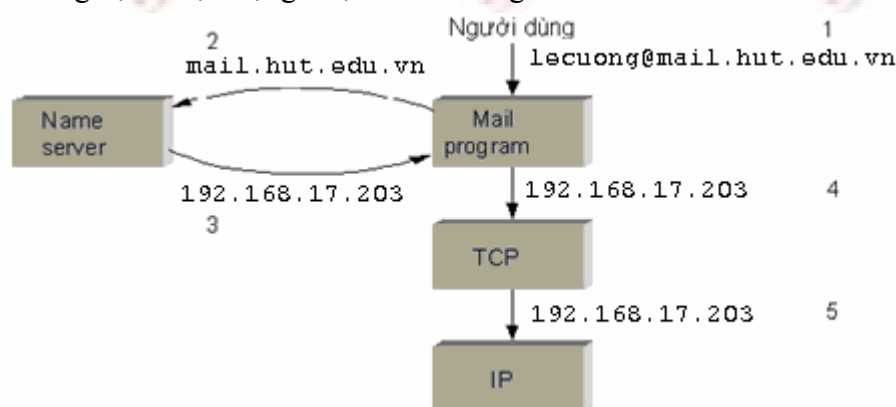 Người dùng
1
2
lecuong@mail.hut.edu.vn
mail.hut.edu.vn
Name
server
Mail
program
192.168.17.203
3
192.168.17.203
4
TCP
192.168.17.203
5
IP